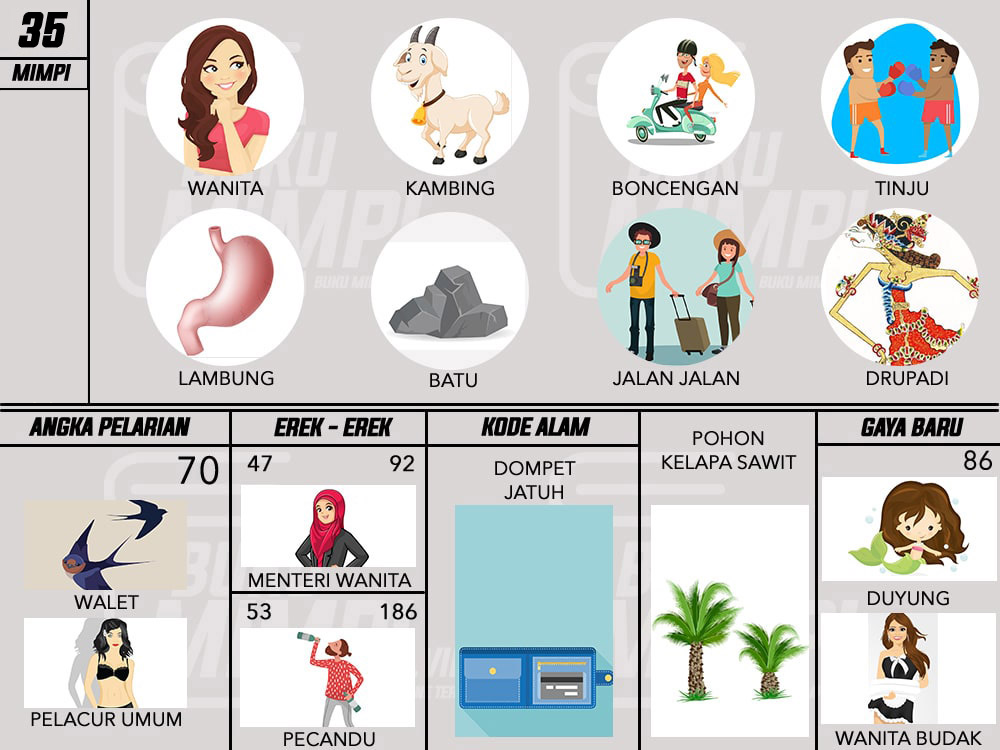 35
MIMPI
WANITA
KAMBING
BONCENGAN
TINJU
LAMBUNG
BATU
JALAN JALAN
DRUPADI
ANGKA PELARIAN
70
WALET
PELACUR UMUM
EREK - EREK
47 92
MENTERI WANITA
53 186
PECANDU
KODE ALAM
DOMPET
JATUH
POHON
KELAPA SAWIT
GAYA BARU
86
DUYUNG
WANITA BUDAK
BUKU
MIMPI